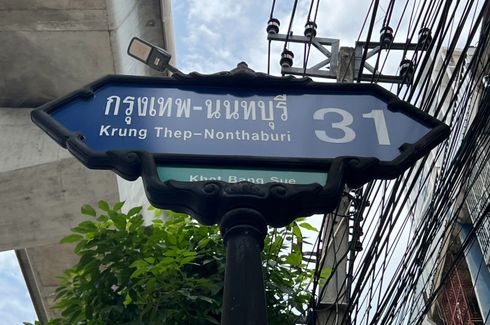 กรุงเทพ-นนทบุรี 31
Krung Thep-Nonthaburi
Khet Bang Sue